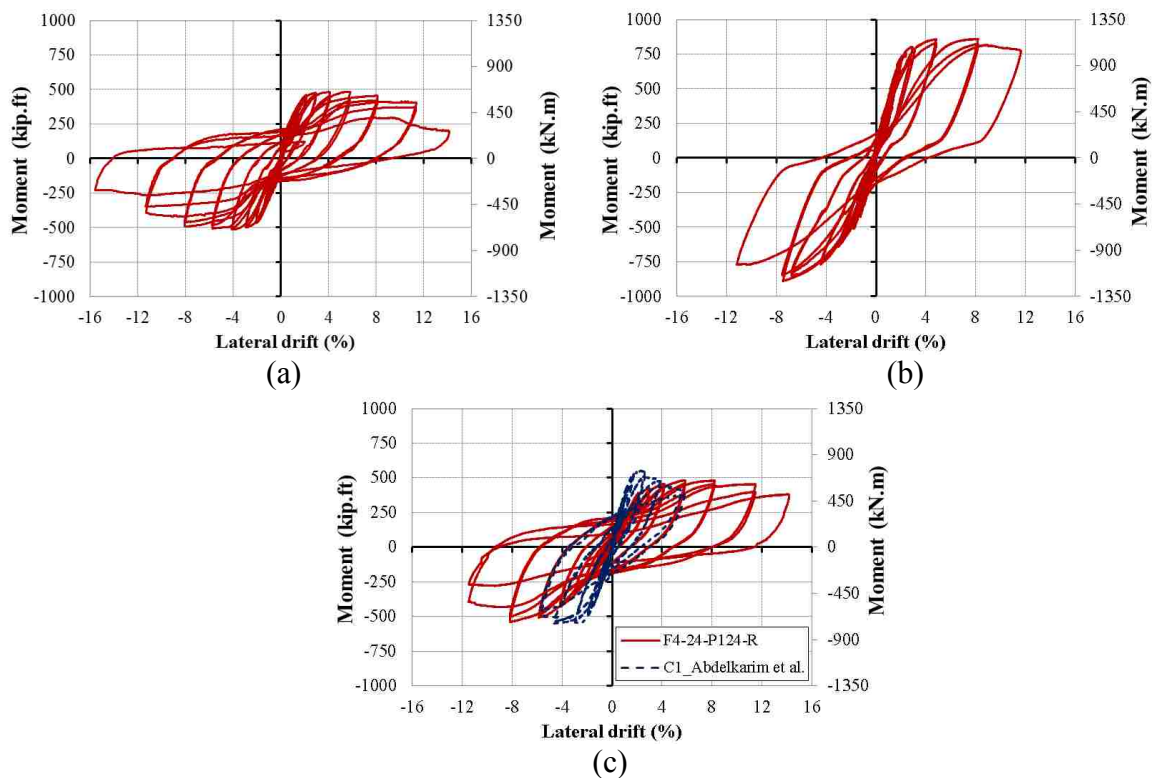 1000
750
500
250
0
-250
-500
-750
-1000
Moment (kip.ft)
1350
900
450
0
-450
-900
-1350
Moment (kN.m)
-16 -12 -8 -4 0 4 8 12 16
Lateral drift (%)
(a)
1000
750
500
250
0
-250
-500
-750
-1000
Moment (kip.ft)
1350
900
450
0
-450
-900
-1350
Moment (kN.m)
-16 -12 -8 -4 0 4 8 12 16
Lateral drift (%)
(b)
1000
750
500
250
0
-250
-500
-750
-1000
Moment (kip.ft)
1350
900
450
0
-450
-900
-1350
Moment (kN.m)
F4-24-P124-R
C1_Abdelkarim et al.
-16 -12 -8 -4 0 4 8 12 16
Lateral drift (%)
(c)